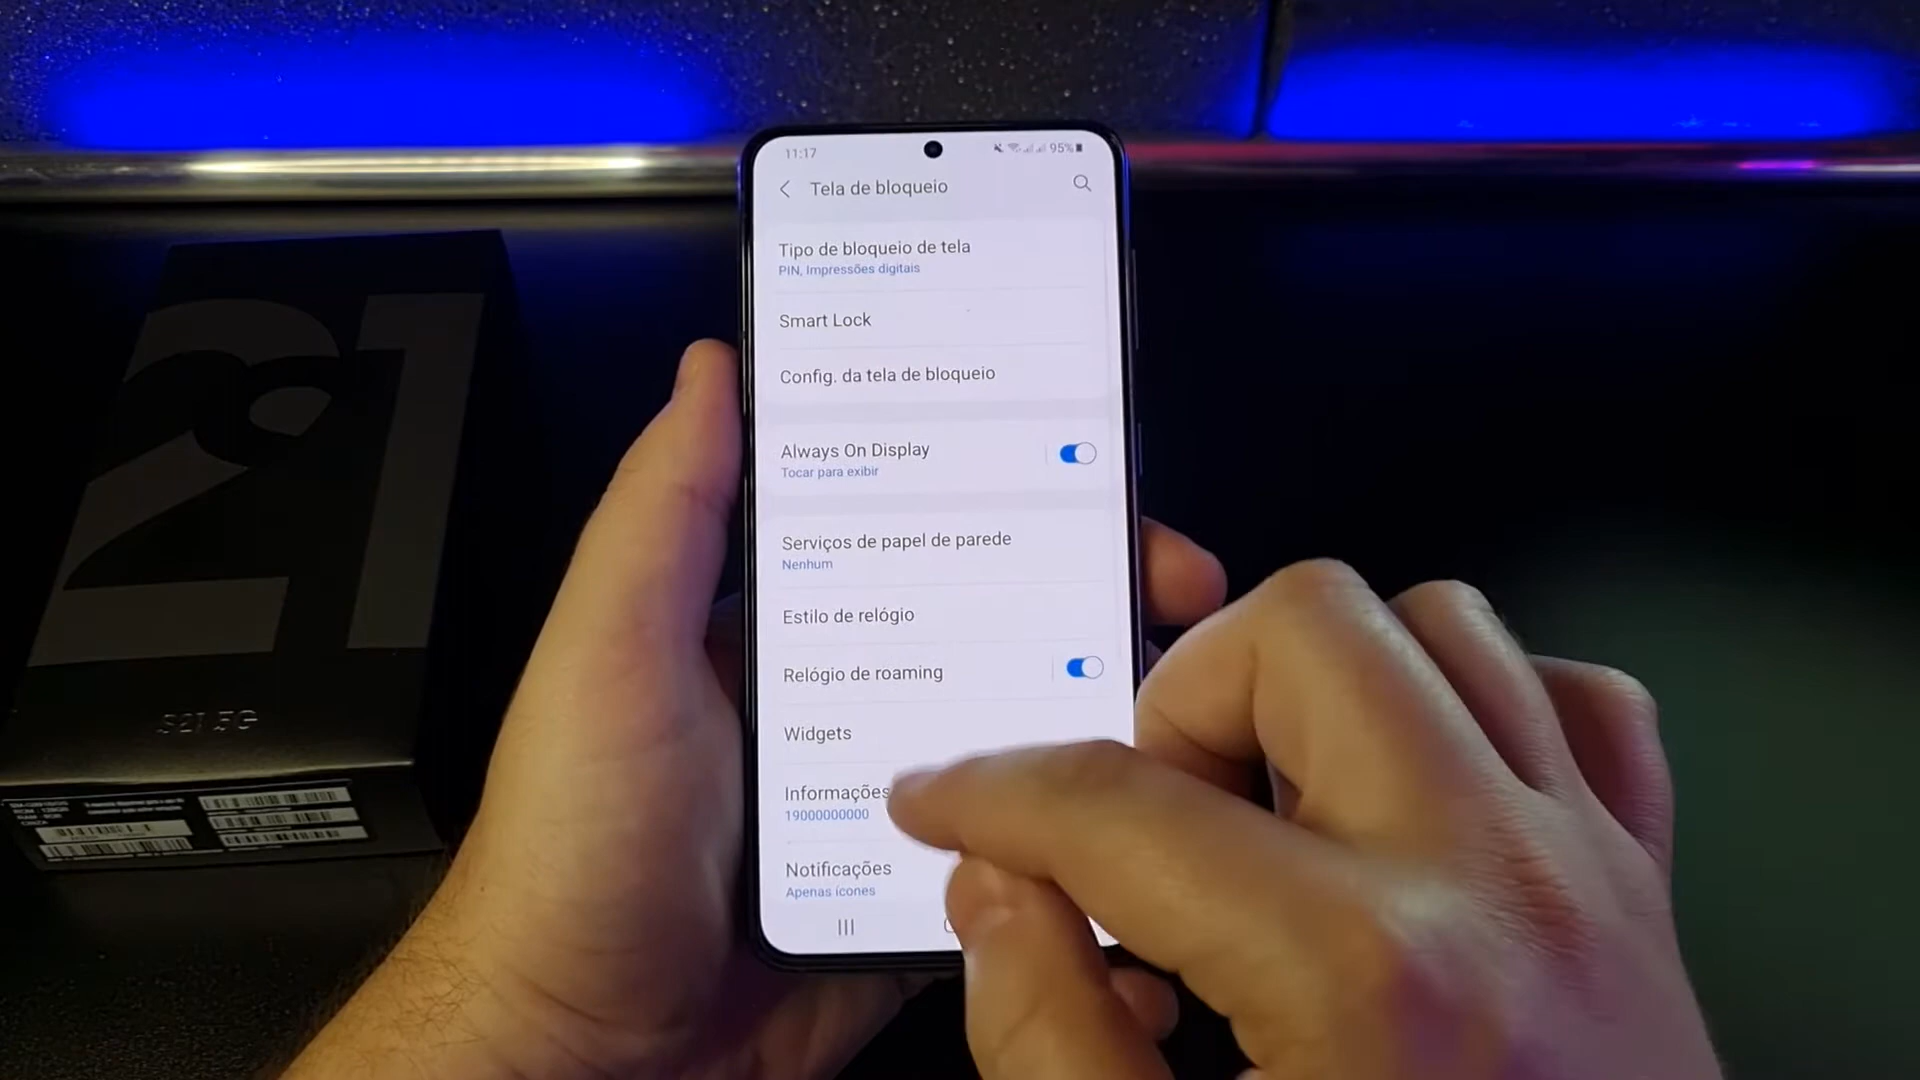 11:17
95%
Tela de bloqueio
Tipo de bloqueio de tela
PIN, Impressões digitais
Smart Lock
Config. da tela de bloqueio
Always On Display
Tocar para exibir
Serviços de papel de parede
Nenhum
Estilo de relógio
Relógio de roaming
Widgets
Informações
19000000000
Notificações
Apenas ícones
21
S21 5G